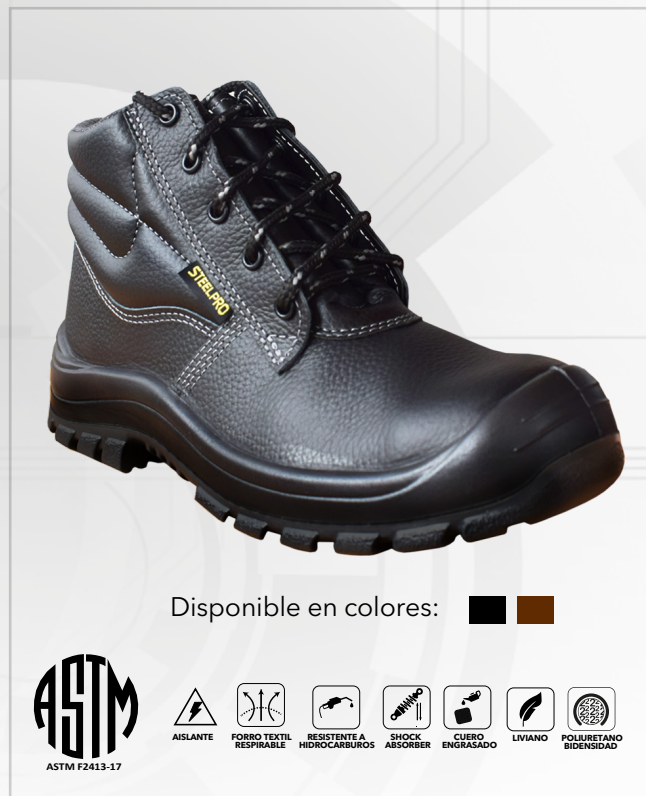 STEELPRO
Disponible en colores:
ASTM
ASTM F2413-17
AISLANTE
FORRO TEXTIL
RESPIRABLE
RESISTENTE A
HIDROCARBUROS
SHOCK
ABSORBER
CUERO
ENGRASADO
LIVIANO
POLIURETANO
BIDENSIDAD